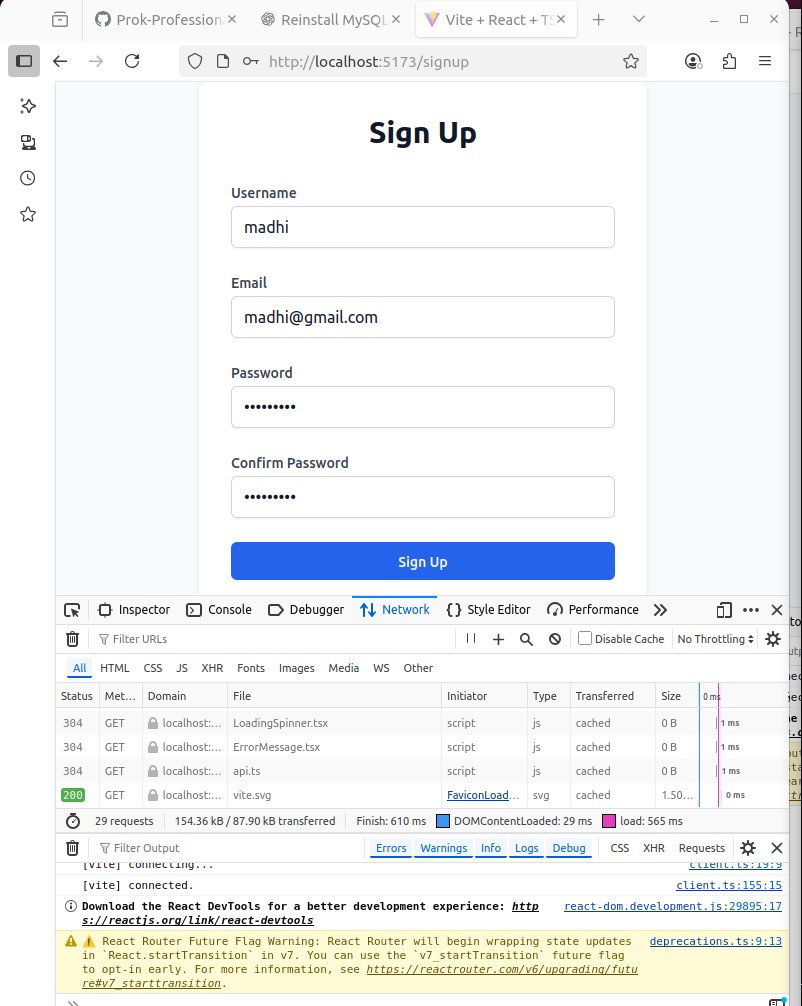 Prok-Profession
Reinstall MySQL
Vite + React + TS
http://localhost:5173/signup
Sign Up
Username
madhi
Email
madhi@gmail.com
Password
•••••••••
Confirm Password
•••••••••
Sign Up
Inspector Console Debugger Network Style Editor Performance
Filter URLs
Disable Cache No Throttling
All HTML CSS JS XHR Fonts Images Media WS Other
Status Met... Domain File Initiator Type Transferred Size 0 ms
304 GET localhost:... LoadingSpinner.tsx script js cached 0 B 1 ms
304 GET localhost:... ErrorMessage.tsx script js cached 0 B 1 ms
304 GET localhost:... api.ts script js cached 0 B 1 ms
200 GET localhost:... vite.svg FaviconLoad... svg cached 1.50... 0 ms
29 requests 154.36 kB / 87.90 kB transferred Finish: 610 ms DOMContentLoaded: 29 ms load: 565 ms
Filter Output Errors Warnings Info Logs Debug CSS XHR Requests
[vite] connecting... client.ts:19:9
[vite] connected. client.ts:155:15
Download the React DevTools for a better development experience: http react-dom.development.js:29895:17
s://reactjs.org/link/react-devtools
⚠️ React Router Future Flag Warning: React Router will begin wrapping state updates deprecations.ts:9:13
in `React.startTransition` in v7. You can use the `v7_startTransition` future flag
to opt-in early. For more information, see https://reactrouter.com/v6/upgrading/futu
re#v7_starttransition.